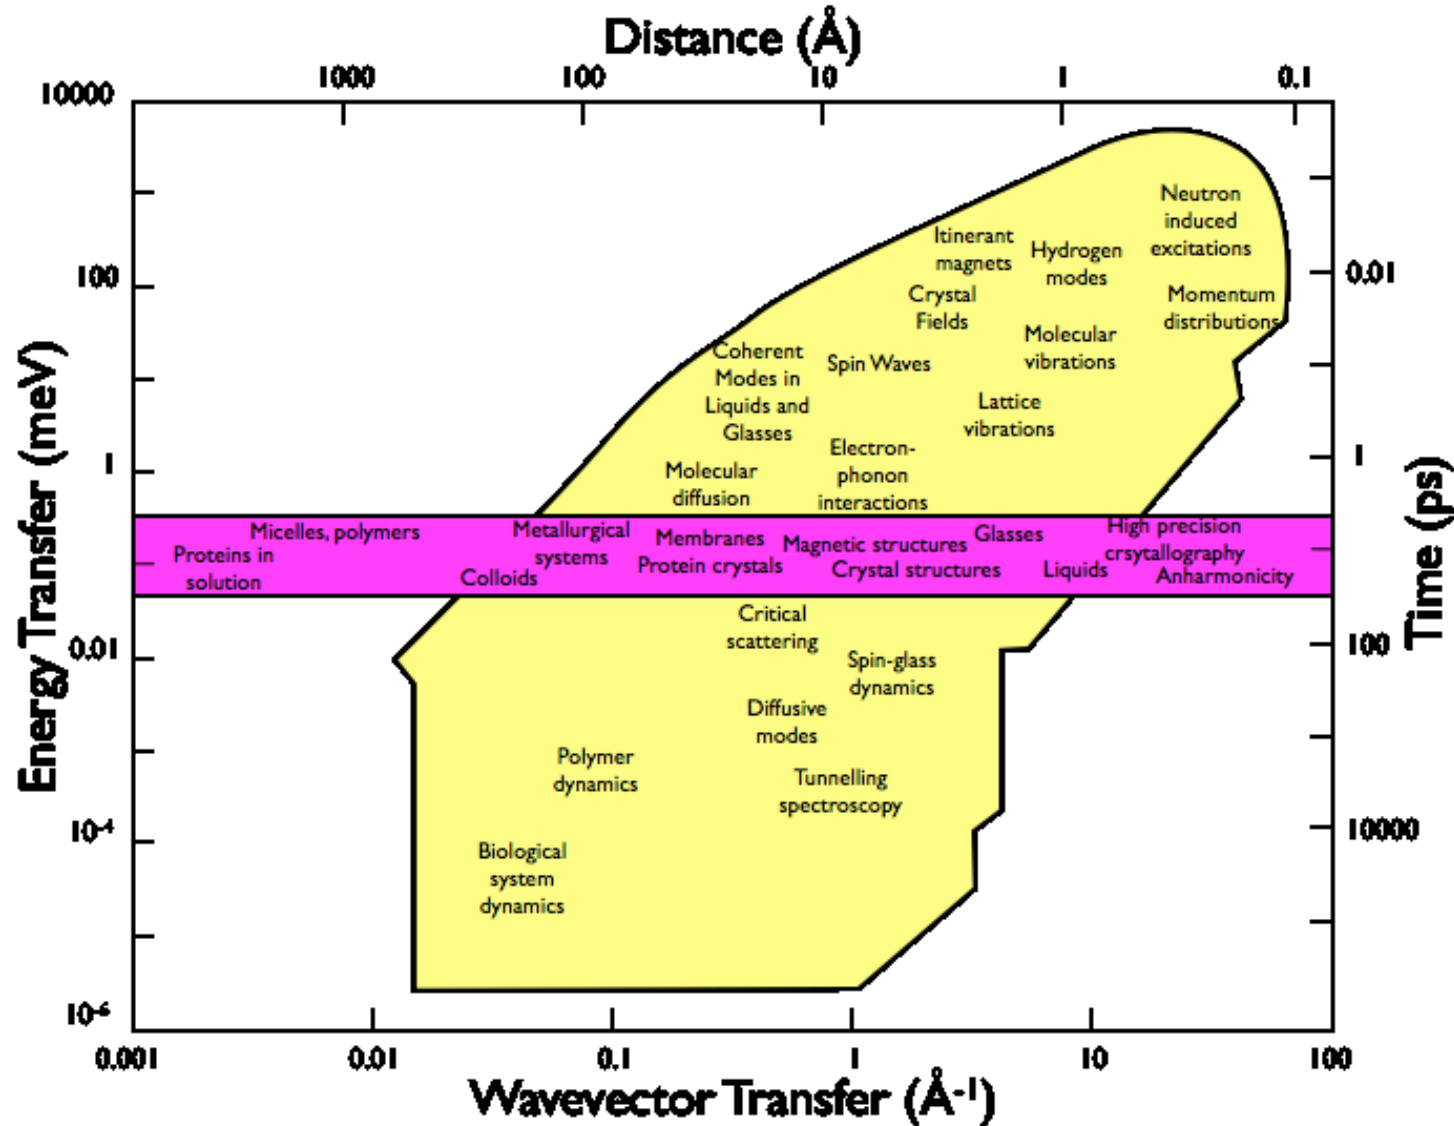 Distance (Å)
1000 100 10 1 0.1
10000
100
1
0.01
10-4
10-6
Energy Transfer (meV)
Neutron
induced
excitations
Itinerant
magnets
Hydrogen
modes
Crystal
Fields
Momentum
distributions
Molecular
vibrations
Coherent
Modes in
Liquids and
Glasses
Spin Waves
Lattice
vibrations
Electron-
phonon
interactions
Molecular
diffusion
Micelles, polymers
Proteins in
solution
Colloids
Metallurgical
systems
Membranes
Protein crystals
Magnetic structures
Crystal structures
Glasses
Liquids
High precision
crsytallography
Anharmonicity
Critical
scattering
Spin-glass
dynamics
Diffusive
modes
Polymer
dynamics
Tunnelling
spectroscopy
Biological
system
dynamics
0.01
1
100
10000
Time (ps)
0.001 0.01 0.1 1 10 100
Wavevector Transfer (Å-1)